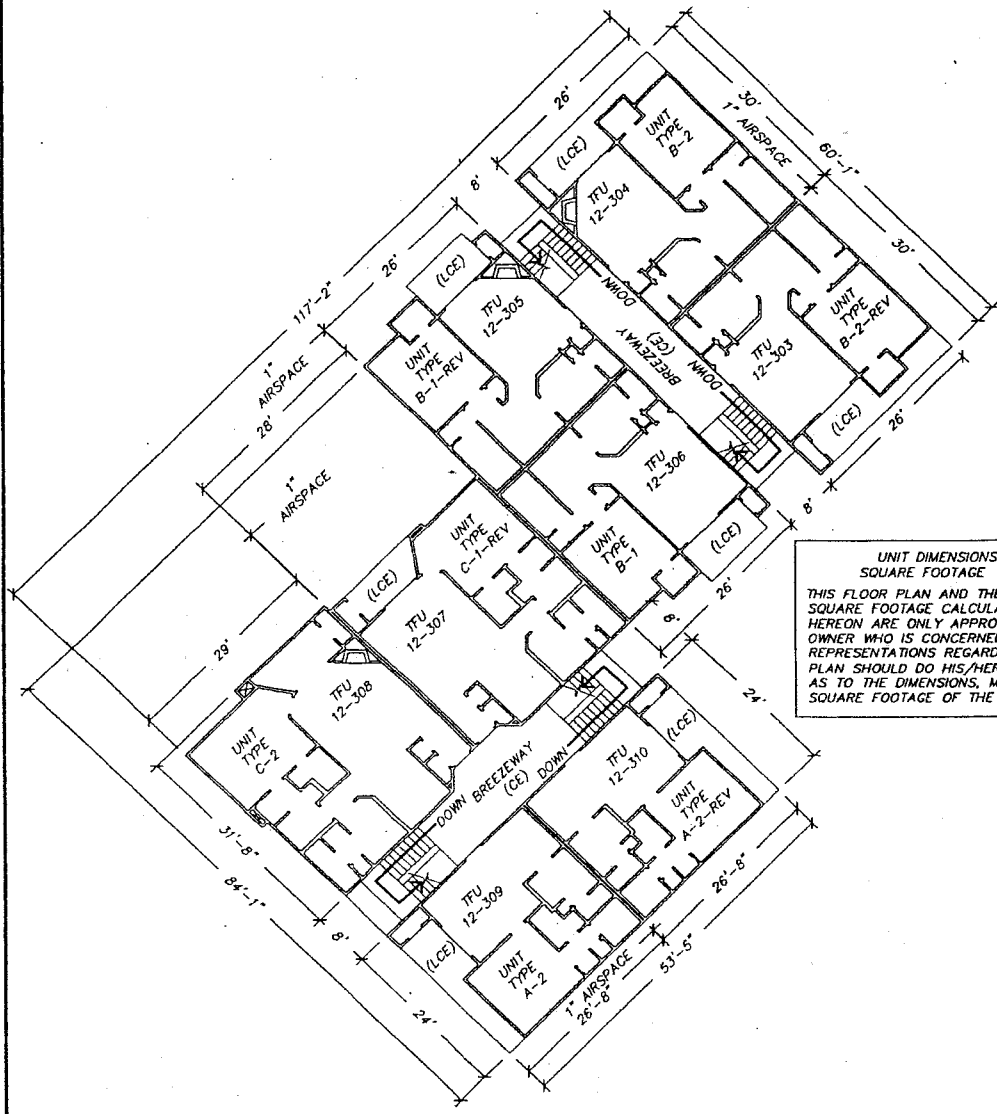 26'
30'
1" AIRSPACE
60'-1"
30'
UNIT
TYPE
B-2
(LCE)
TFU
12-304
8'
26'
117'-2"
(LCE)
TFU
12-305
DOWN
BREEZEWAY
(CE)
DOWN
UNIT
TYPE
B-2-REV
TFU
12-303
(LCE)
26'
1"
AIRSPACE
28'
UNIT
TYPE
B-1-REV
TFU
12-306
8'
1"
AIRSPACE
UNIT
TYPE
C-1-REV
UNIT
TYPE
B-1
(LCE)
26'
UNIT DIMENSIONS
SQUARE FOOTAGE
THIS FLOOR PLAN AND THE
SQUARE FOOTAGE CALCULA
HEREON ARE ONLY APPRO
OWNER WHO IS CONCERNE
REPRESENTATIONS REGARD
PLAN SHOULD DO HIS/HER
AS TO THE DIMENSIONS, M
SQUARE FOOTAGE OF THE
(LCE)
TFU
12-307
8'
29'
TFU
12-308
24'
UNIT
TYPE
C-2
DOWN
BREEZEWAY
(CE)
DOWN
TFU
12-310
(LCE)
UNIT
TYPE
A-2-REV
31'-8"
84'-1"
8'
TFU
12-309
26'-8"
(LCE)
UNIT
TYPE
A-2
1" AIRSPACE
26'-8"
53'-5"
24'